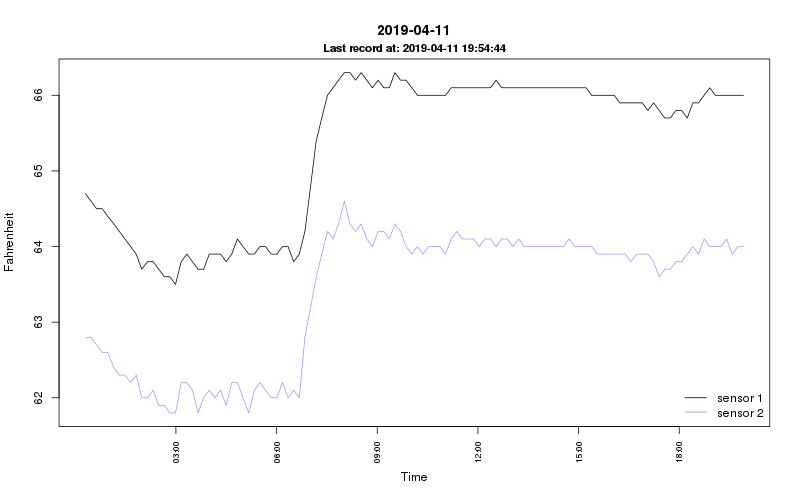 2019-04-11
Last record at: 2019-04-11 19:54:44
Fahrenheit
66
65
64
63
62
sensor 1
sensor 2
03:00
06:00
09:00
12:00
15:00
18:00
Time